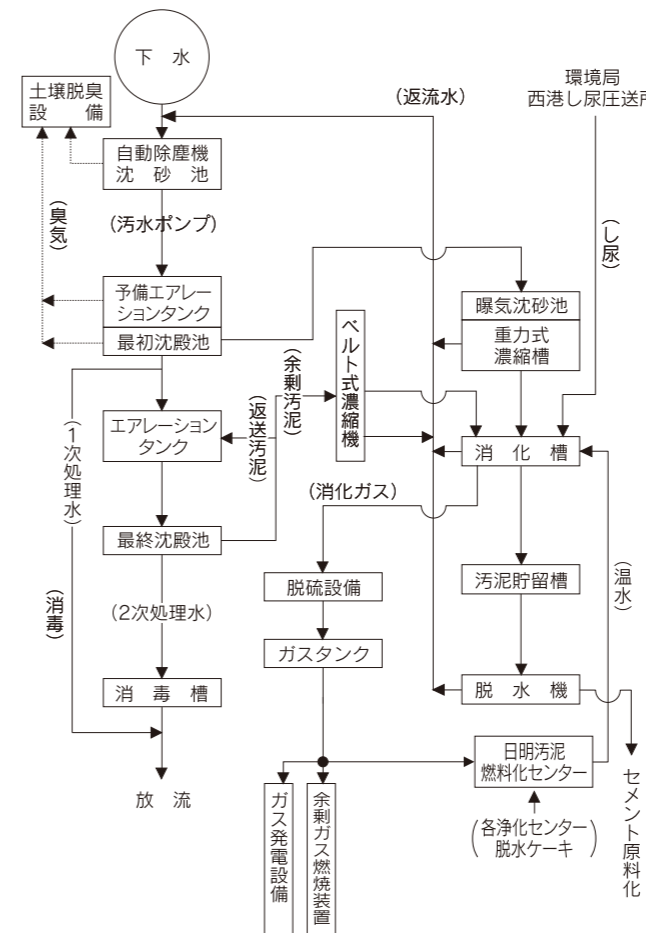 下水
土壌脱臭
設備
自動除塵機
沈砂池
(臭気)
(汚水ポンプ)
予備エアレー
ションタンク
最初沈殿池
(1次処理水)
(消毒)
エアレーション
タンク
(返送汚泥)
(余剰汚泥)
最終沈殿池
(2次処理水)
消毒槽
放流
(返流水)
環境局
西港し尿圧送所
(し尿)
曝気沈砂池
重力式
濃縮槽
ベルト式濃縮機
消化槽
(消化ガス)
脱硫設備
ガスタンク
汚泥貯留槽
(温水)
脱水機
日明汚泥
燃料化センター
(各浄化センター
脱水ケーキ)
セメント原料化
ガス発電設備
余剰ガス燃焼装置